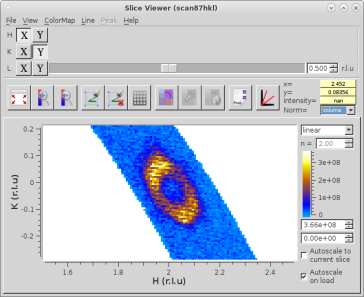 Slice Viewer (scan87hkl)
File View ColorMap Line Peak Help
H X Y
K X Y
L X Y 0.500 r.l.u
x= 2.452
y= 0.08356
intensity= nan
Norm= Volume
linear
n = 2.00
3e+08
2e+08
1e+08
0
3.66e+08
0.00e+00
Autoscale to
current slice
Autoscale
on load
K (r.l.u)
0.2
0.1
0
-0.1
-0.2
1.6 1.8 2.0 2.2 2.4
H (r.l.u)